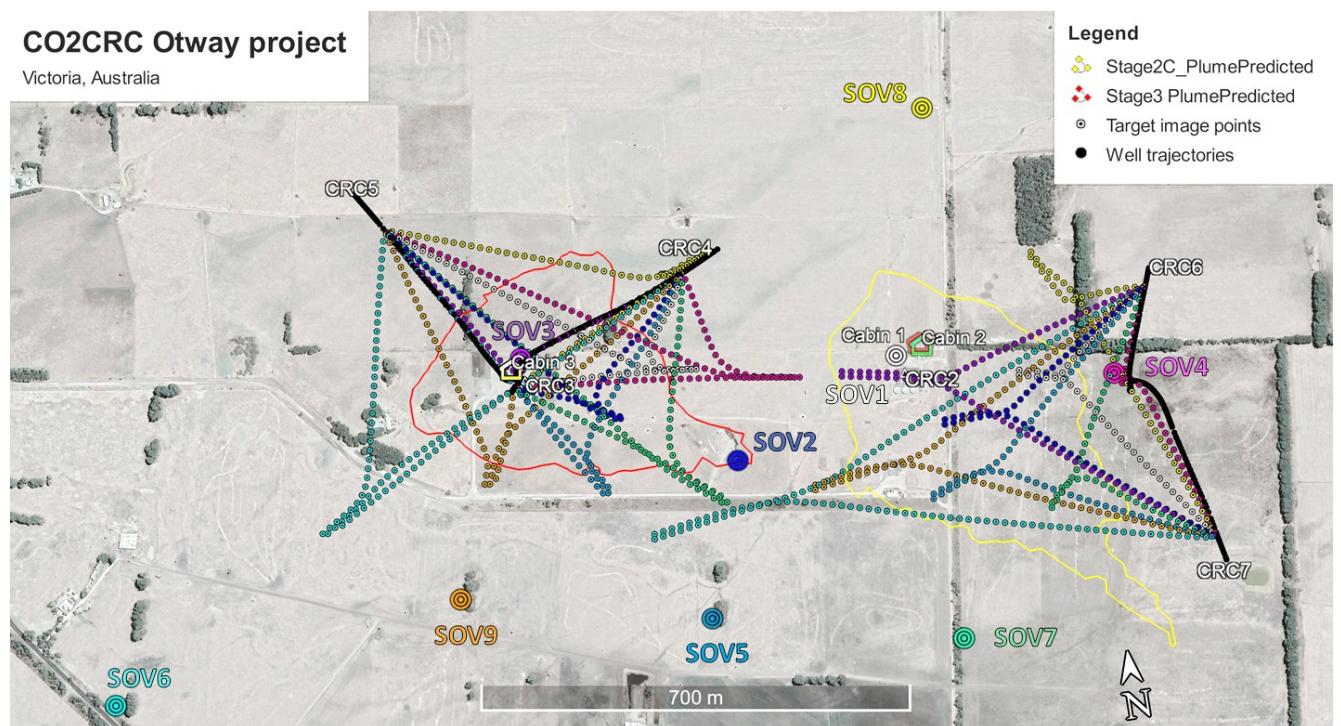 CO2CRC Otway project
Victoria, Australia
Legend
Stage2C_PlumePredicted
Stage3 PlumePredicted
Target image points
Well trajectories
SOV8
CRC5
CRC4
CRC6
SOV3
Cabin 1
Cabin 2
Cabin 3
CRC3
SOV1
CRC2
SOV4
SOV2
CRC7
SOV9
SOV5
SOV7
SOV6
700 m
N